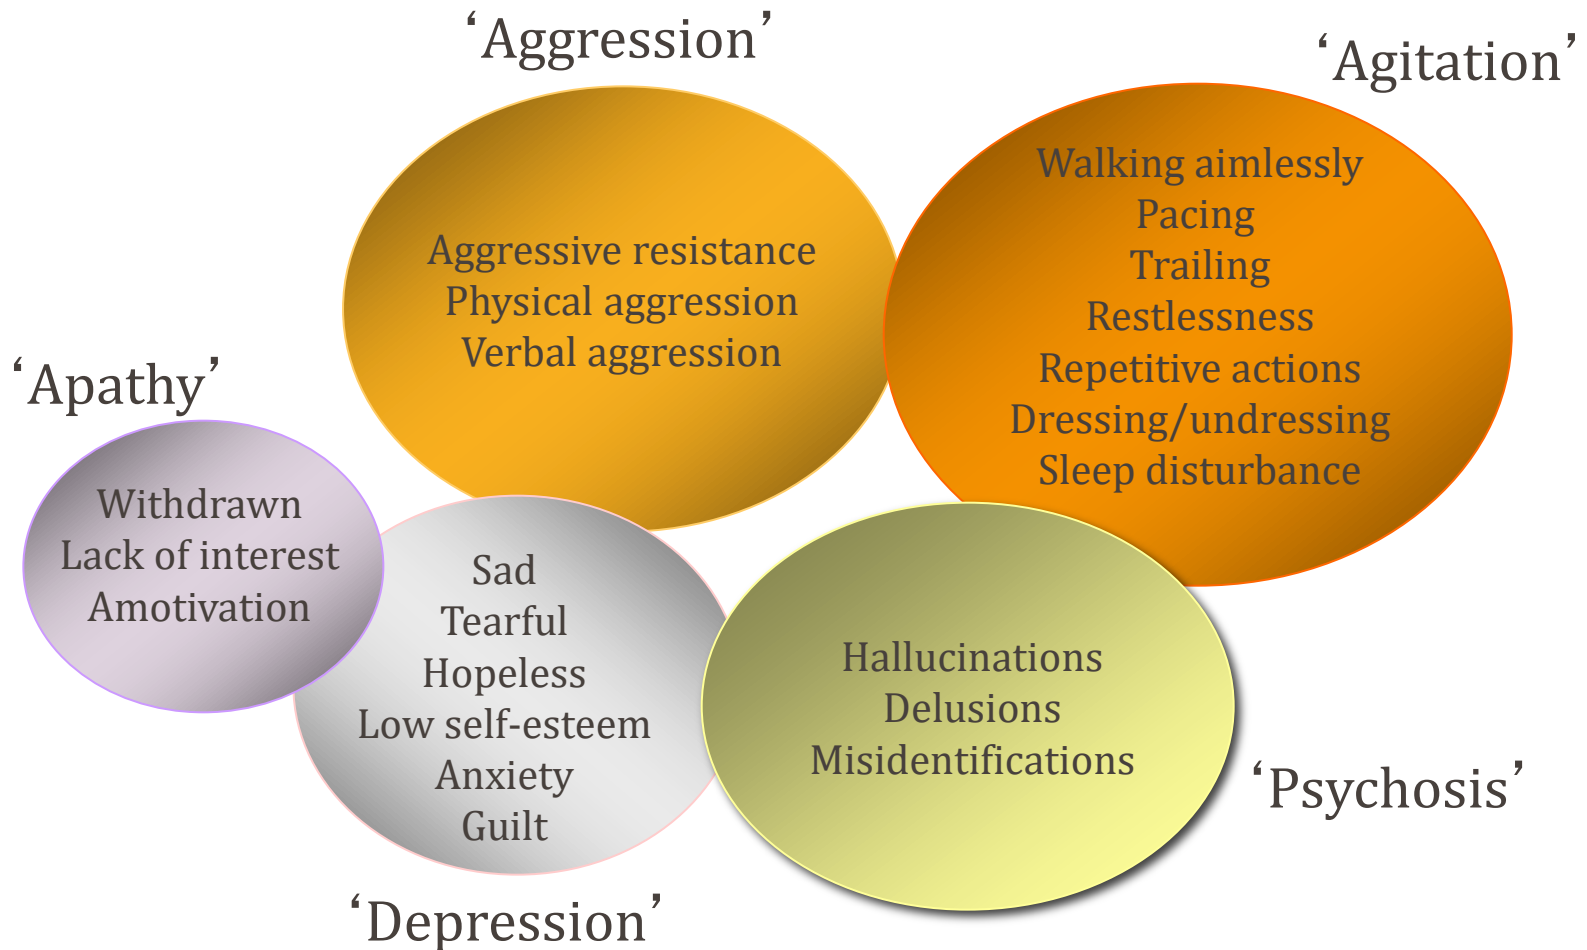 ‘Aggression’
Aggressive resistance
Physical aggression
Verbal aggression
‘Agitation’
Walking aimlessly
Pacing
Trailing
Restlessness
Repetitive actions
Dressing/undressing
Sleep disturbance
‘Apathy’
Withdrawn
Lack of interest
Amotivation
Sad
Tearful
Hopeless
Low self-esteem
Anxiety
Guilt
‘Depression’
Hallucinations
Delusions
Misidentifications
‘Psychosis’